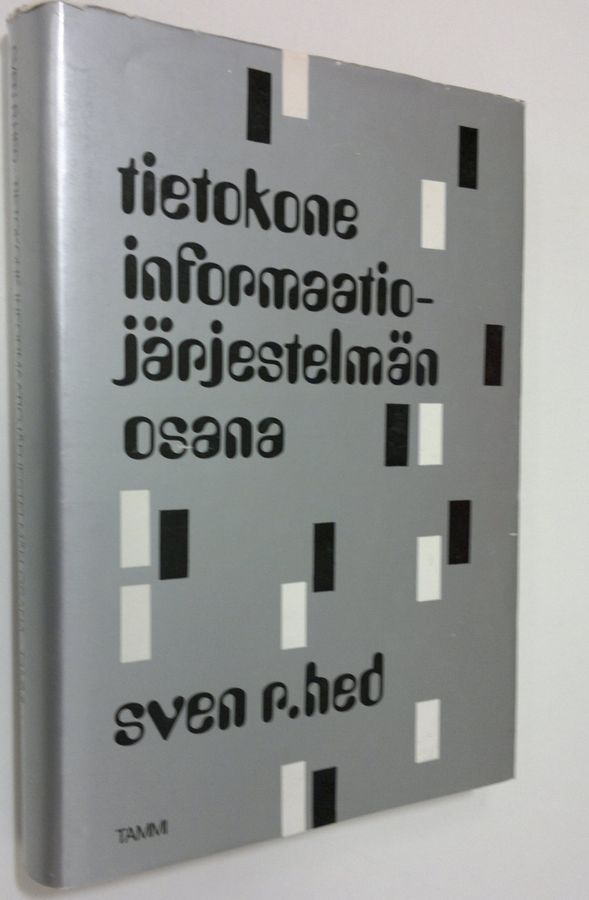 tietokone
informaatio-
järjestelmän
osana
sven r.hed
TAMMI